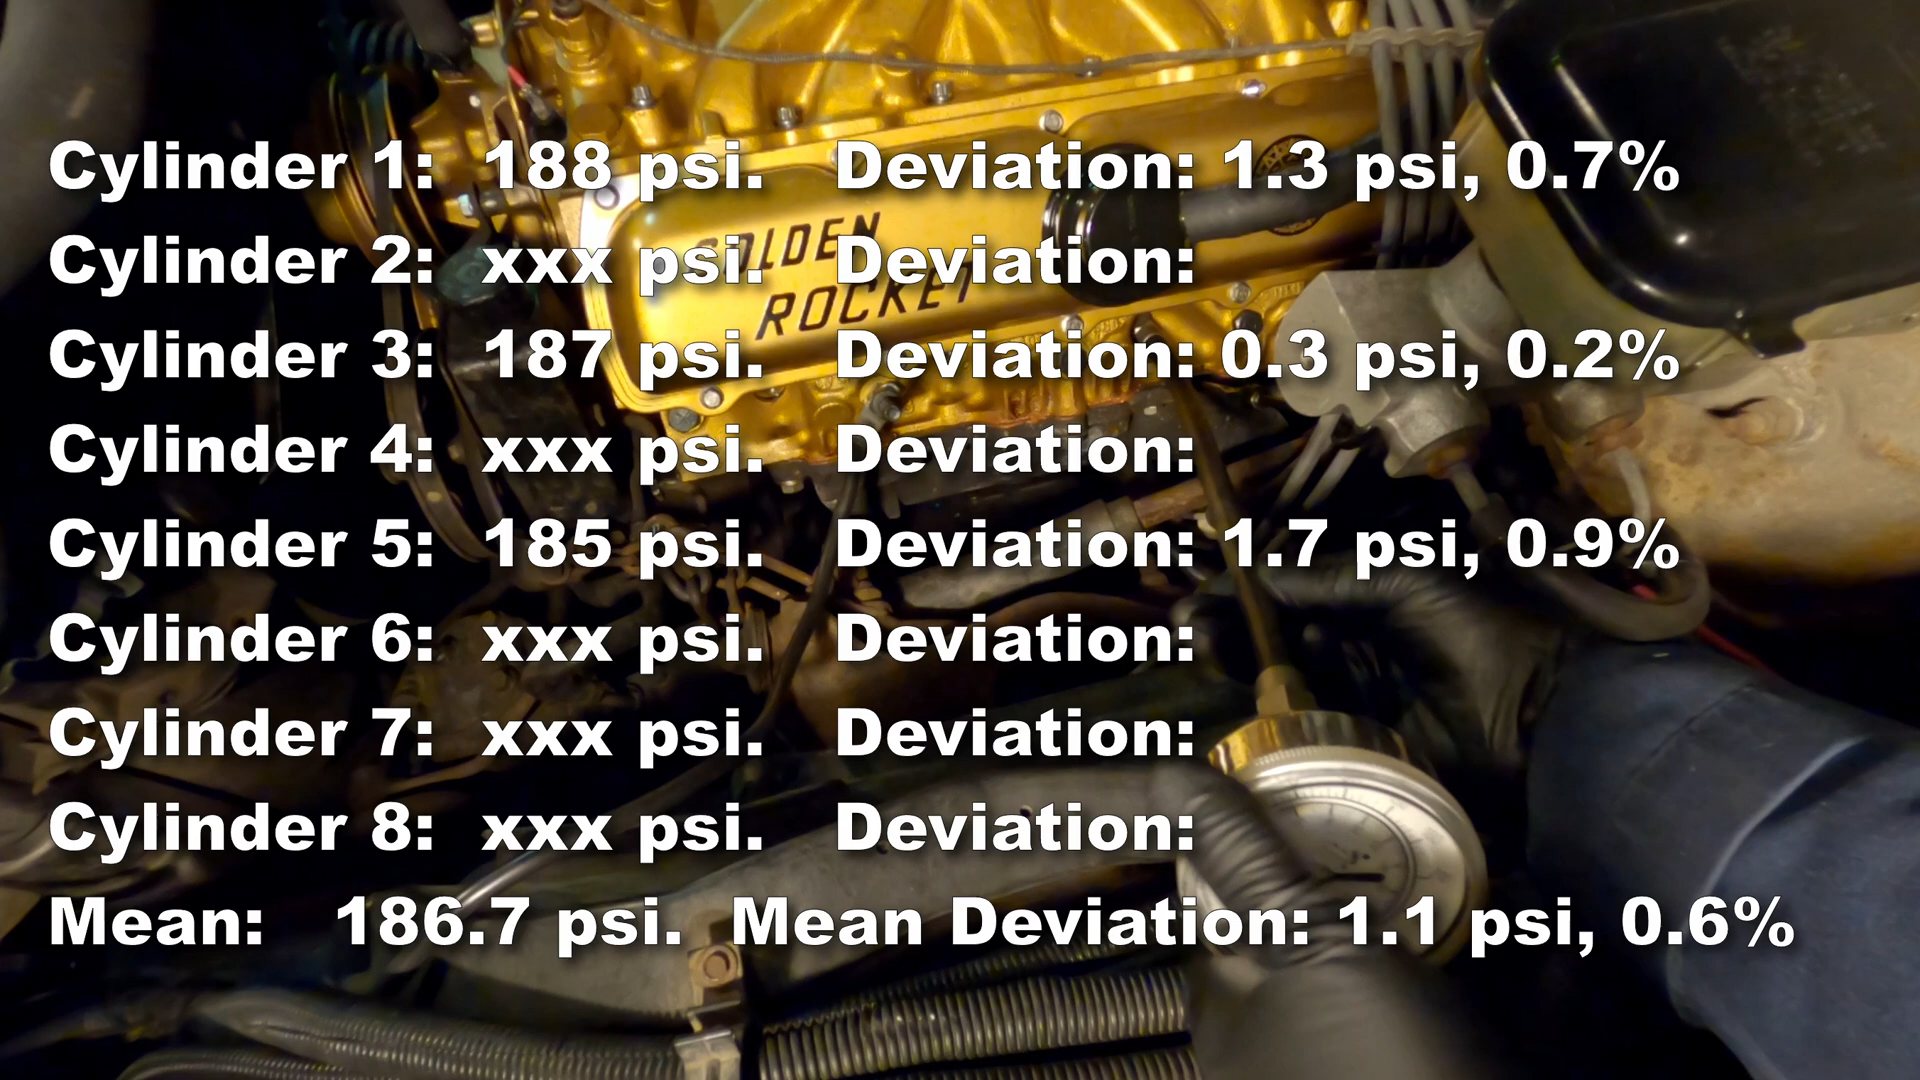 Cylinder 1: 188 psi. Deviation: 1.3 psi, 0.7%
Cylinder 2: xxx psi. Deviation:
GOLDEN
ROCKET
Cylinder 3: 187 psi. Deviation: 0.3 psi, 0.2%
Cylinder 4: xxx psi. Deviation:
Cylinder 5: 185 psi. Deviation: 1.7 psi, 0.9%
Cylinder 6: xxx psi. Deviation:
Cylinder 7: xxx psi. Deviation:
Cylinder 8: xxx psi. Deviation:
Mean: 186.7 psi. Mean Deviation: 1.1 psi, 0.6%